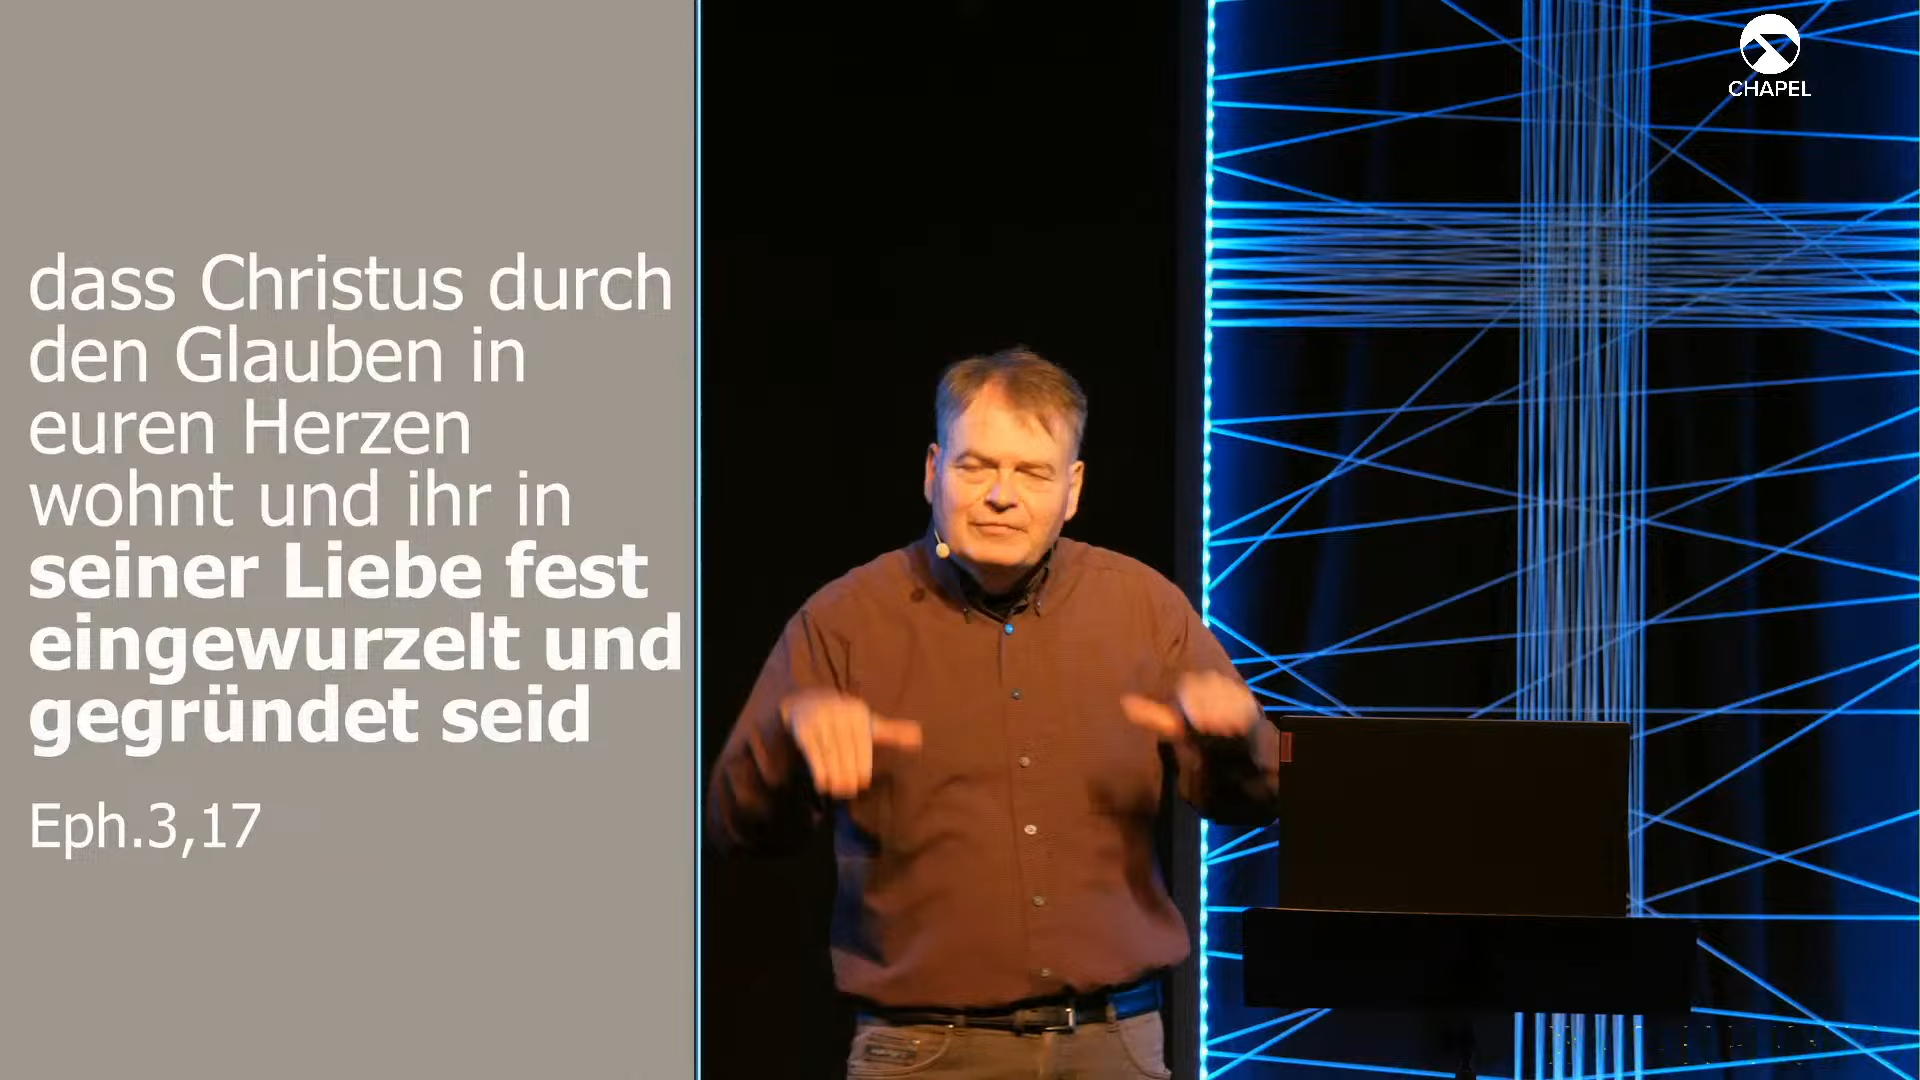 dass Christus durch
den Glauben in
euren Herzen
wohnt und ihr in
seiner Liebe fest
eingewurzelt und
gegründet seid
Eph.3,17
CHAPEL